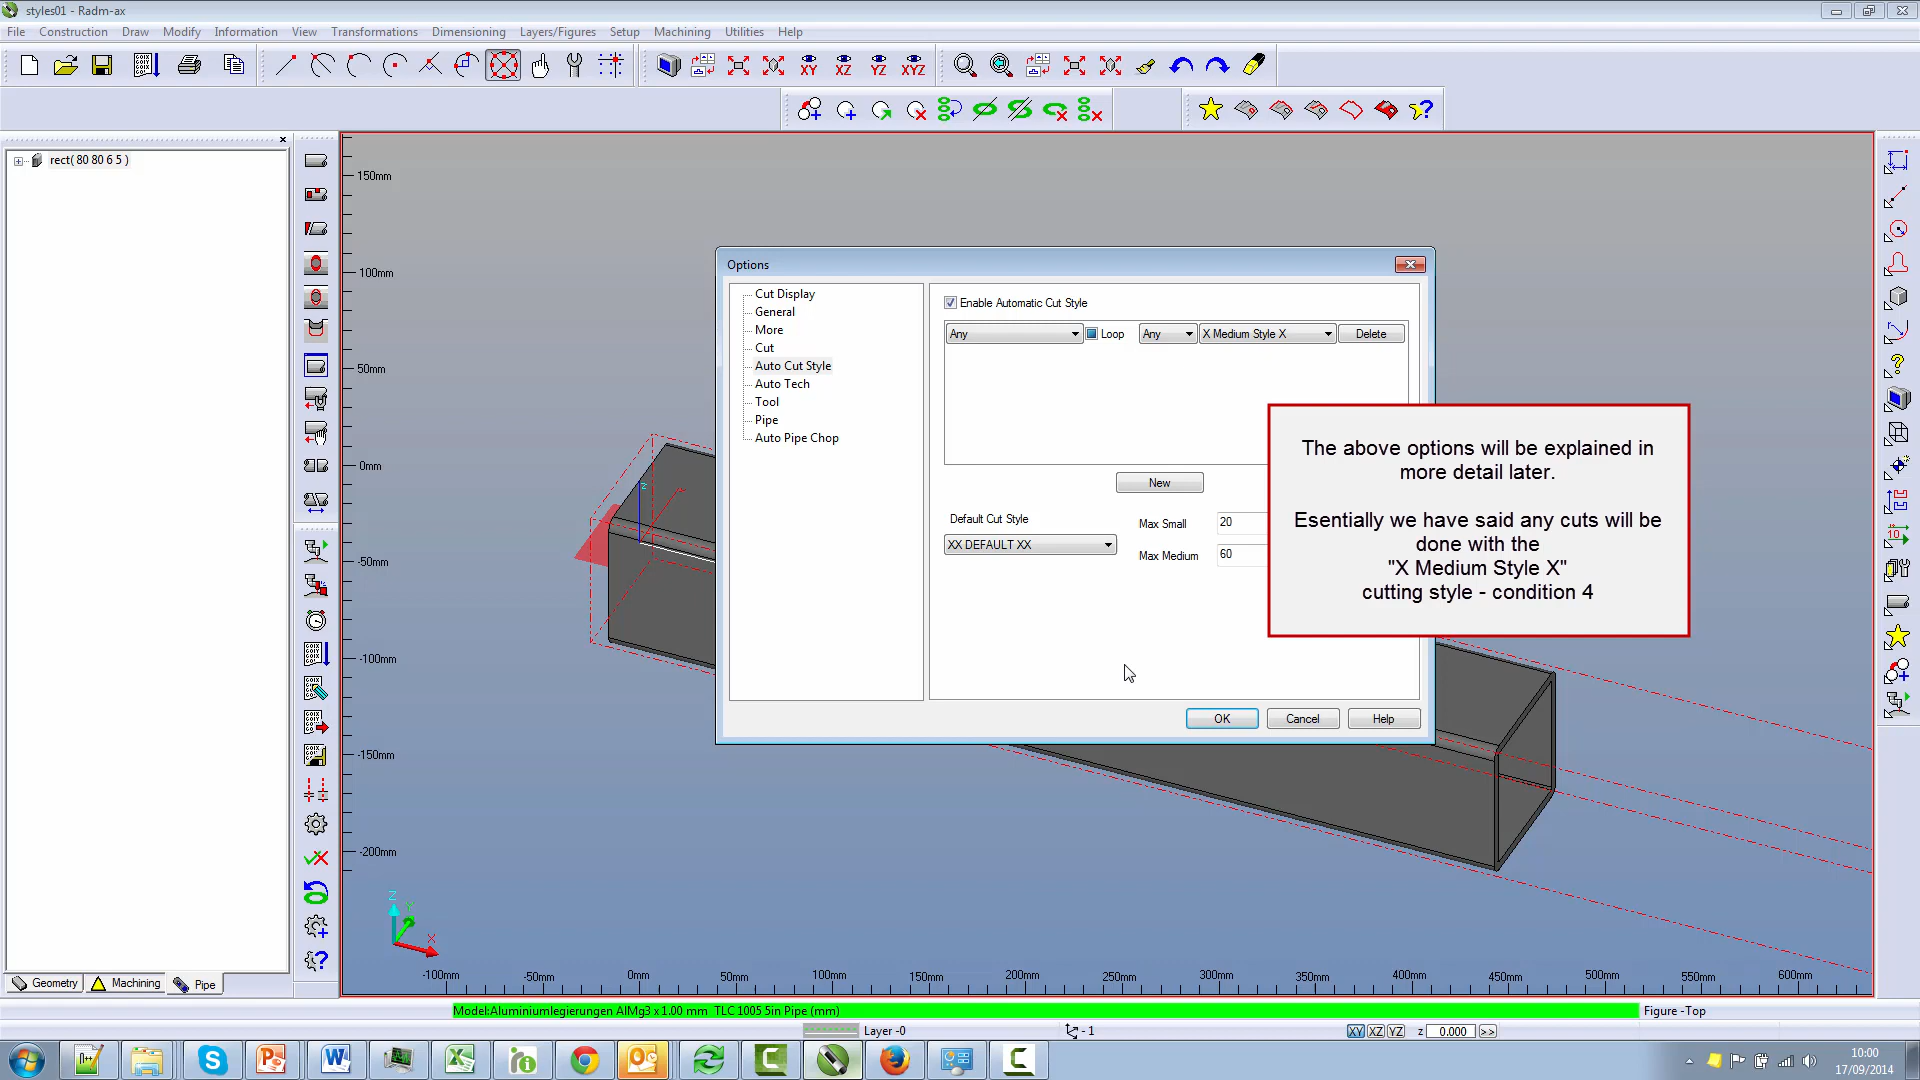 styles01 - Radm-ax
File Construction Draw Modify Information View Transformations Dimensioning Layers/Figures Setup Machining Utilities Help
XY XZ YZ XYZ
rect( 80 80 6 5 )
150mm
100mm
50mm
0mm
-50mm
-100mm
-150mm
-200mm
Options
Cut Display
General
More
Cut
Auto Cut Style
Auto Tech
Tool
Pipe
Auto Pipe Chop
Enable Automatic Cut Style
Any Loop Any X Medium Style X Delete
New
Default Cut Style
XX DEFAULT XX
Max Small 20
Max Medium 60
OK Cancel Help
The above options will be explained in
more detail later.
Esentially we have said any cuts will be
done with the
"X Medium Style X"
cutting style - condition 4
Z
Z Y X
-100mm -50mm 0mm 50mm 100mm 150mm 200mm 250mm 300mm 350mm 400mm 450mm 500mm 550mm 600mm
Geometry Machining Pipe
Model:Aluminiumlegierungen AlMg3 x 1.00 mm TLC 1005 5in Pipe (mm)
Figure -Top
Layer -0
- 1
XY XZ YZ z 0.000 >>
10:00
17/09/2014